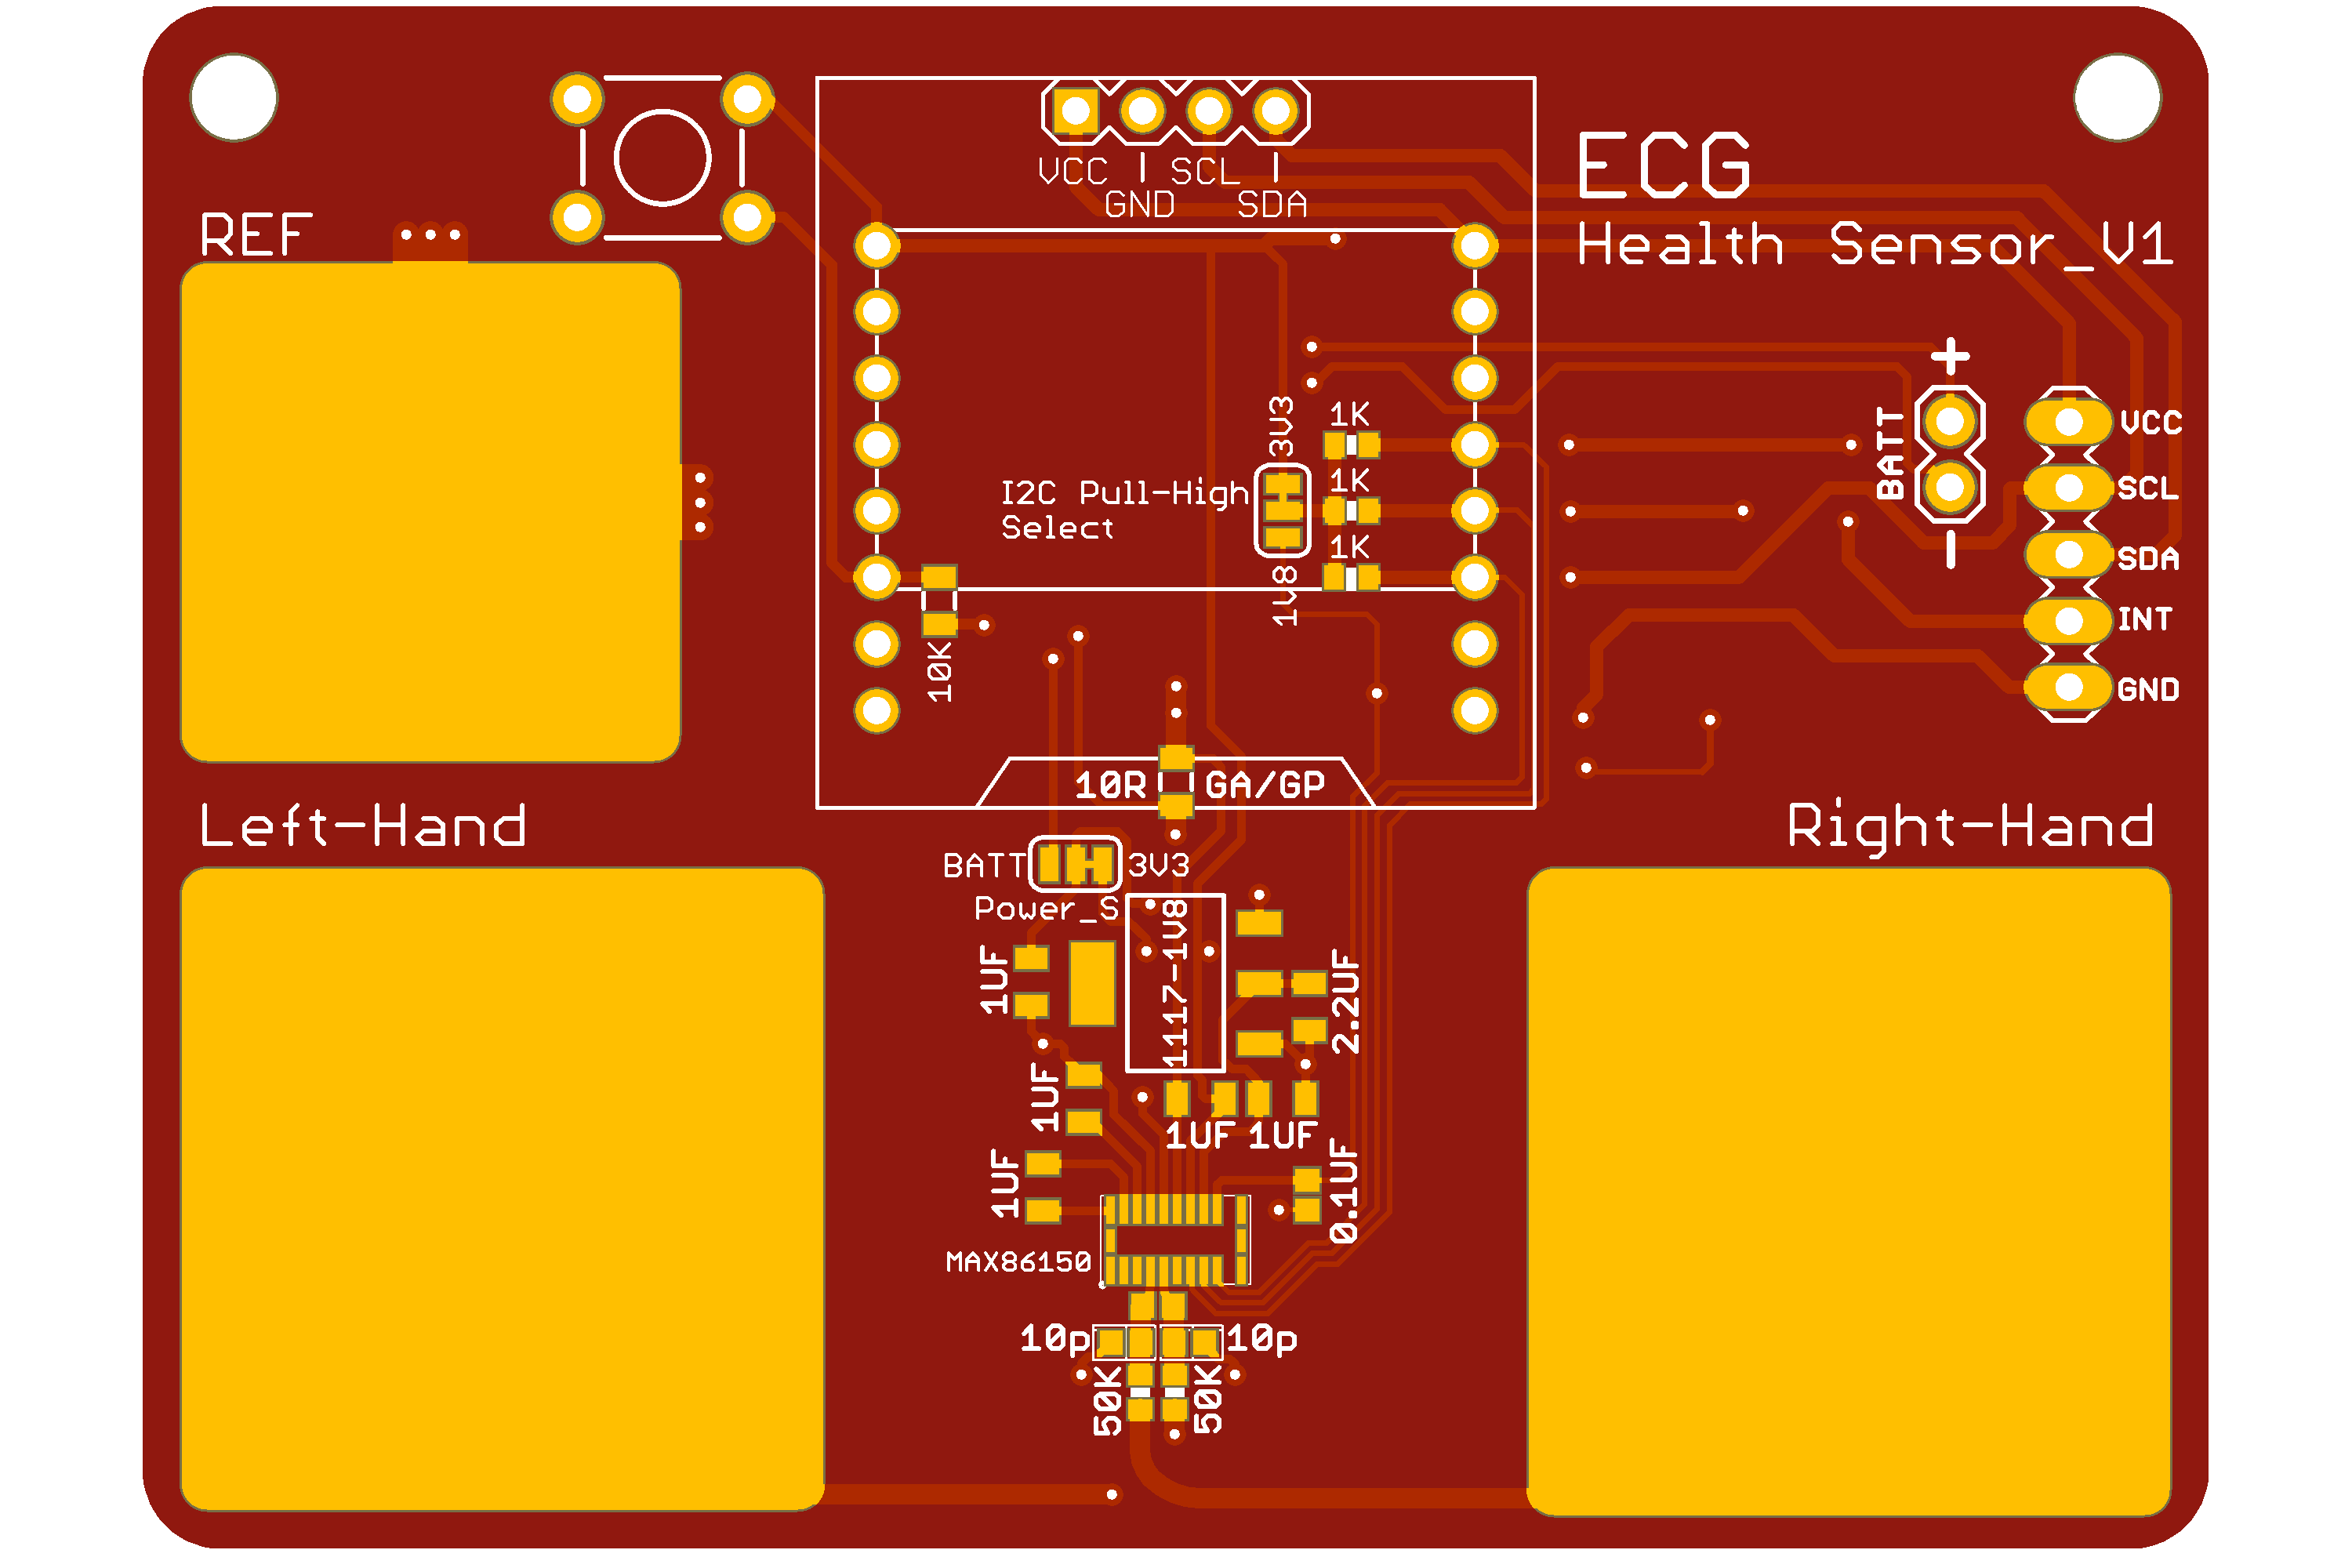 ECG
Health Sensor_V1
VCC | SCL |
GND SDA
REF
+
BATT
-
VCC
SCL
SDA
INT
GND
3V3
1K
1K
1K
I2C Pull-High
Select
1V8
10K
10R GA/GP
Left-Hand
Right-Hand
BATT 3V3
Power_S
1117-1V8
1UF
2.2UF
1UF
1UF 1UF
1UF
0.1UF
MAX86150
10p 10p
50K 50K